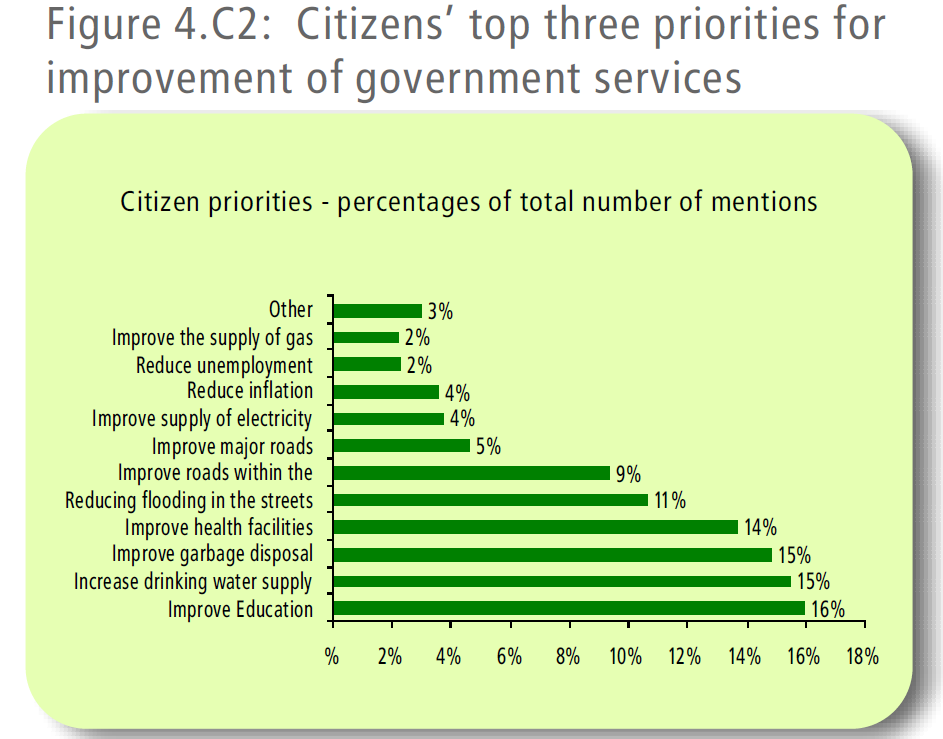 Figure 4.C2: Citizens’ top three priorities for
improvement of government services
Citizen priorities - percentages of total number of mentions
Other 3%
Improve the supply of gas 2%
Reduce unemployment 2%
Reduce inflation 4%
Improve supply of electricity 4%
Improve major roads 5%
Improve roads within the 9%
Reducing flooding in the streets 11%
Improve health facilities 14%
Improve garbage disposal 15%
Increase drinking water supply 15%
Improve Education 16%
% 2% 4% 6% 8% 10% 12% 14% 16% 18%